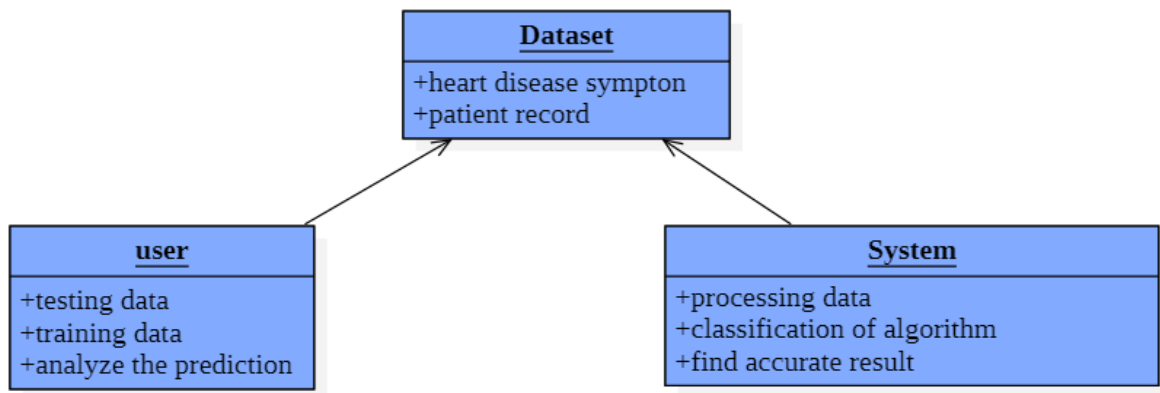 Dataset
+heart disease sympton
+patient record
user
+testing data
+training data
+analyze the prediction
System
+processing data
+classification of algorithm
+find accurate result